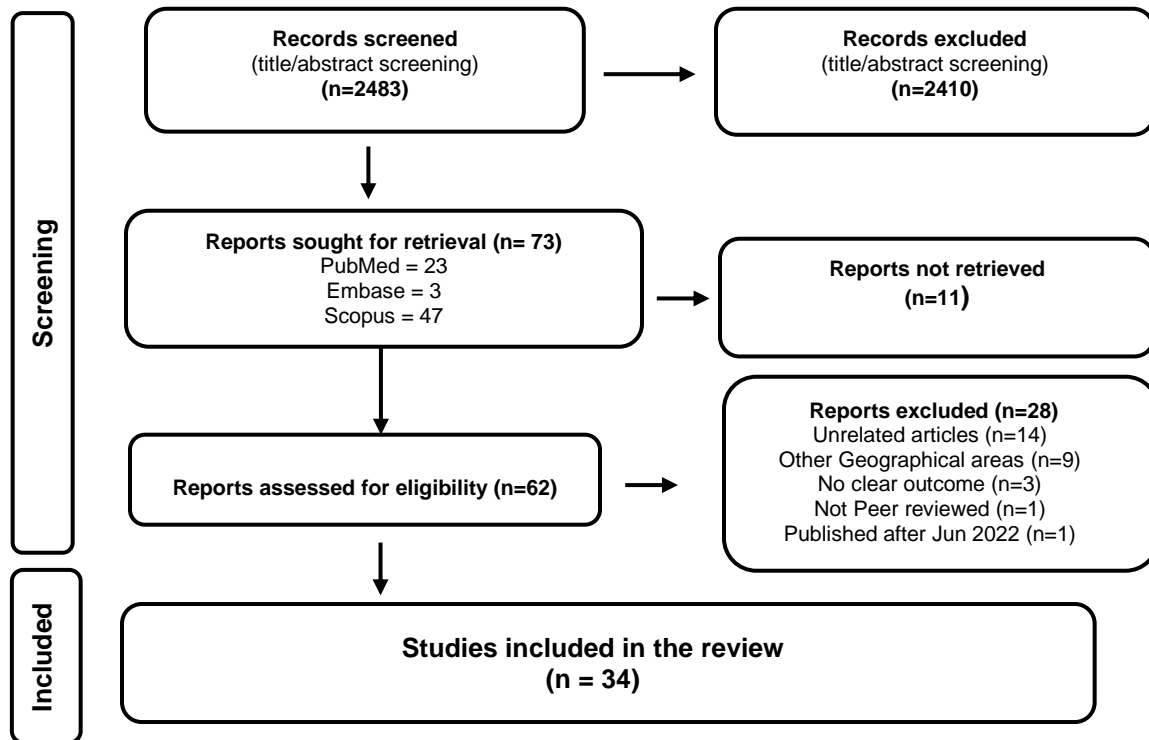 Screening
Records screened
(title/abstract screening)
(n=2483)
Records excluded
(title/abstract screening)
(n=2410)
Reports sought for retrieval (n= 73)
PubMed = 23
Embase = 3
Scopus = 47
Reports not retrieved
(n=11)
Reports assessed for eligibility (n=62)
Reports excluded (n=28)
Unrelated articles (n=14)
Other Geographical areas (n=9)
No clear outcome (n=3)
Not Peer reviewed (n=1)
Published after Jun 2022 (n=1)
Included
Studies included in the review
(n = 34)